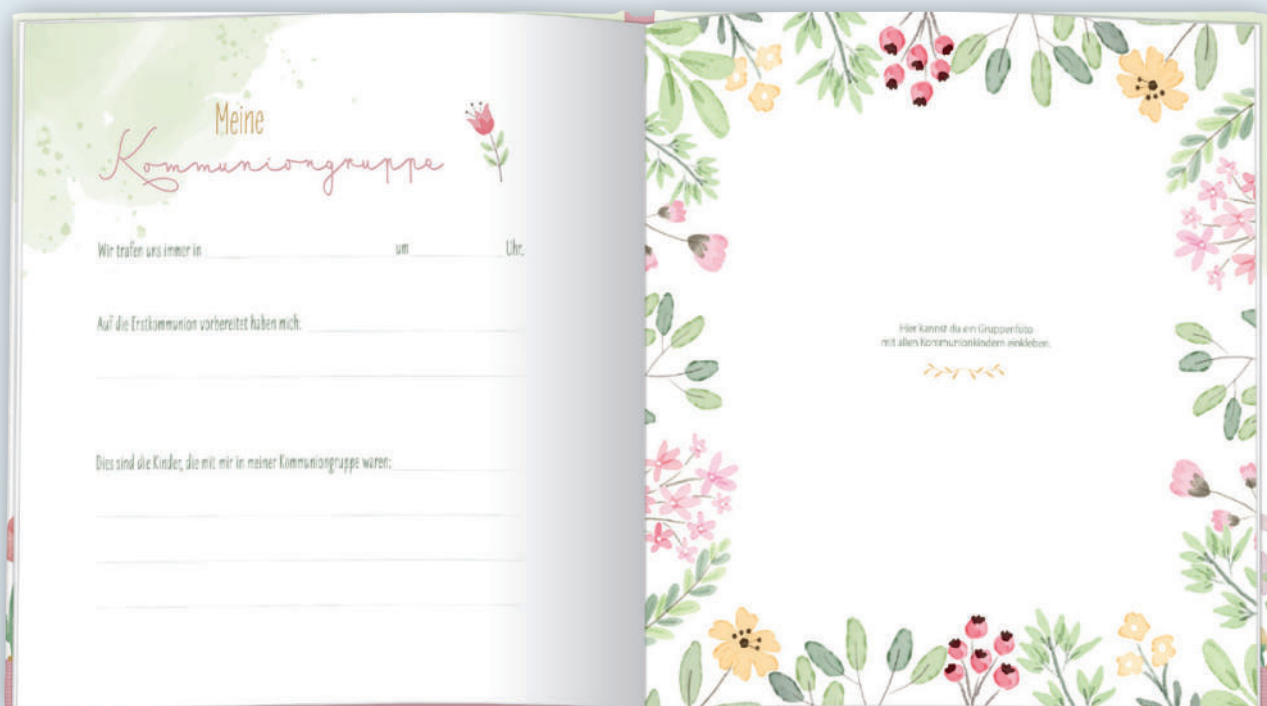 Meine
Kommuniongruppe
Wir trafen uns immer in um Uhr.
Auf die Erstkommunion vorbereitet haben mich:
Dies sind die Kinder, die mit mir in meiner Kommuniongruppe waren:
Hier kannst du ein Gruppenfoto
mit allen Kommunionkindern einkleben.